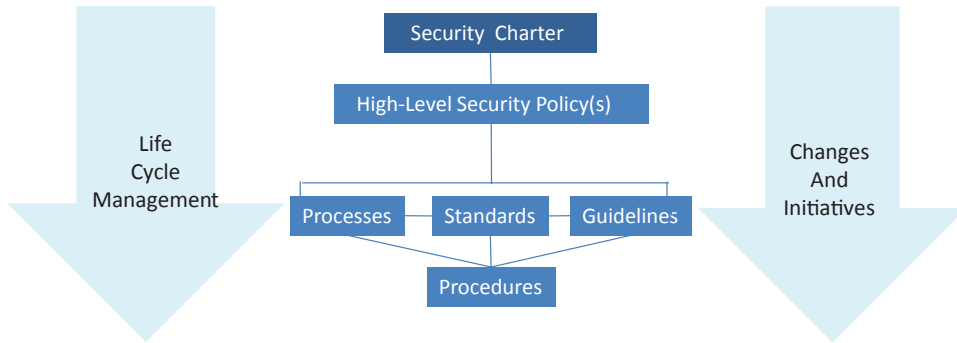 Security Charter
High-Level Security Policy(s)
Life
Cycle
Management
Changes
And
Initiatives
Processes
Standards
Guidelines
Procedures